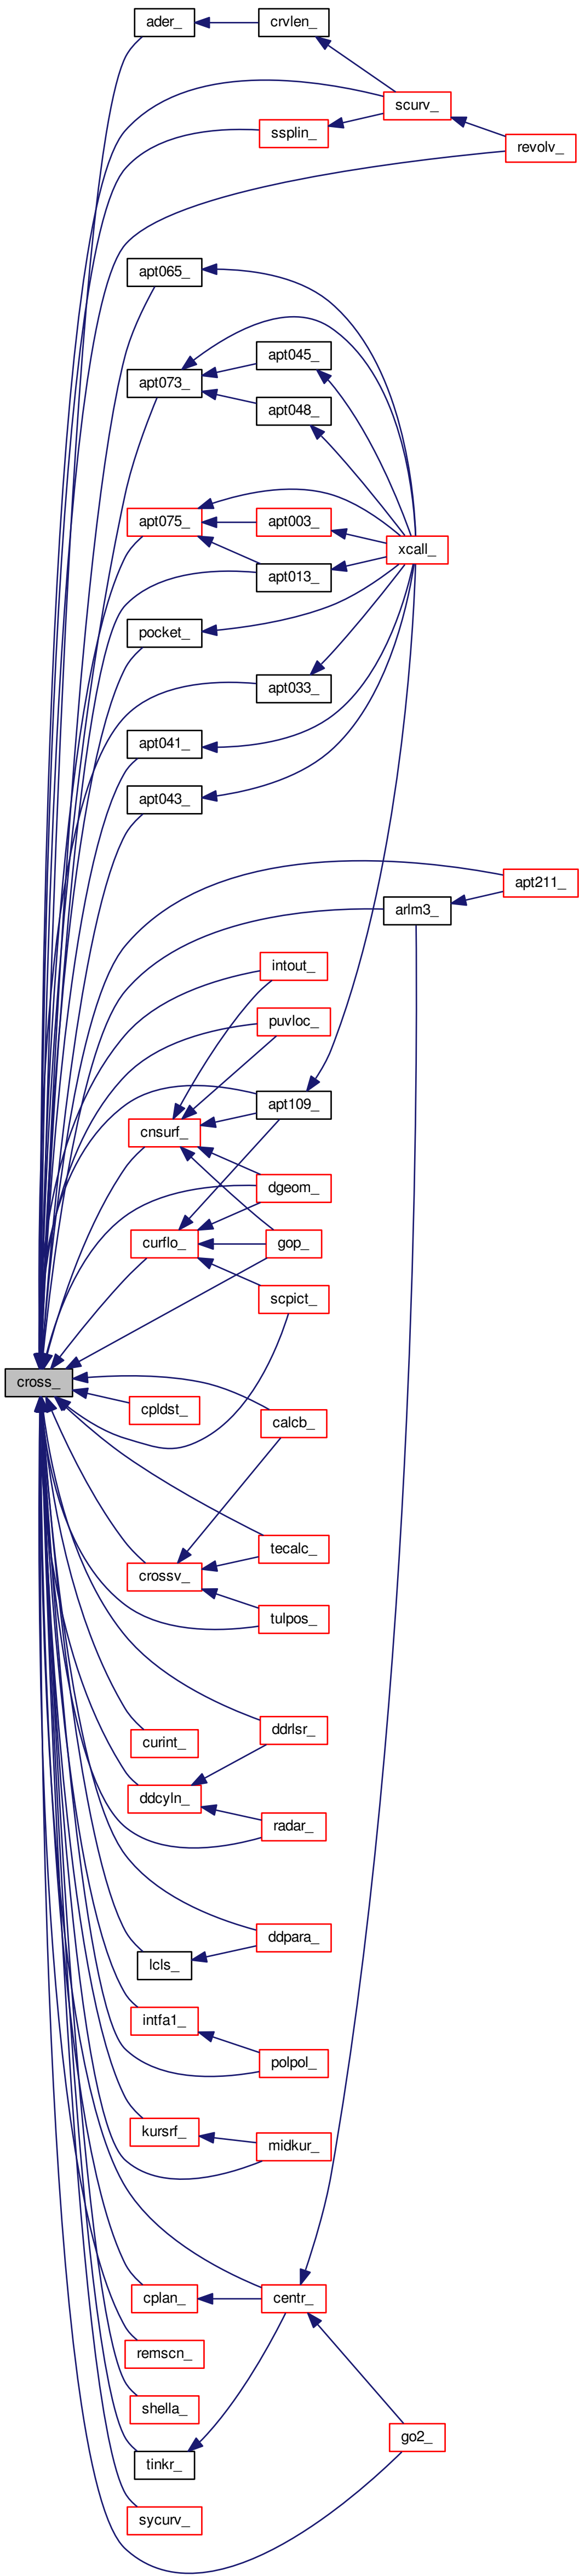 ader_
crvlen_
scurv_
ssplin_
revolv_
apt065_
apt045_
apt073_
apt048_
apt075_
apt003_
xcall_
apt013_
pocket_
apt033_
apt041_
apt043_
apt211_
arlm3_
intout_
puvloc_
apt109_
cnsurf_
dgeom_
curflo_
gop_
scpict_
cross_
cpldst_
calcb_
tecalc_
crossv_
tulpos_
ddrlsr_
curint_
ddcyln_
radar_
ddpara_
lcls_
intfa1_
polpol_
kursrf_
midkur_
cplan_
centr_
remscn_
shella_
go2_
tinkr_
sycurv_